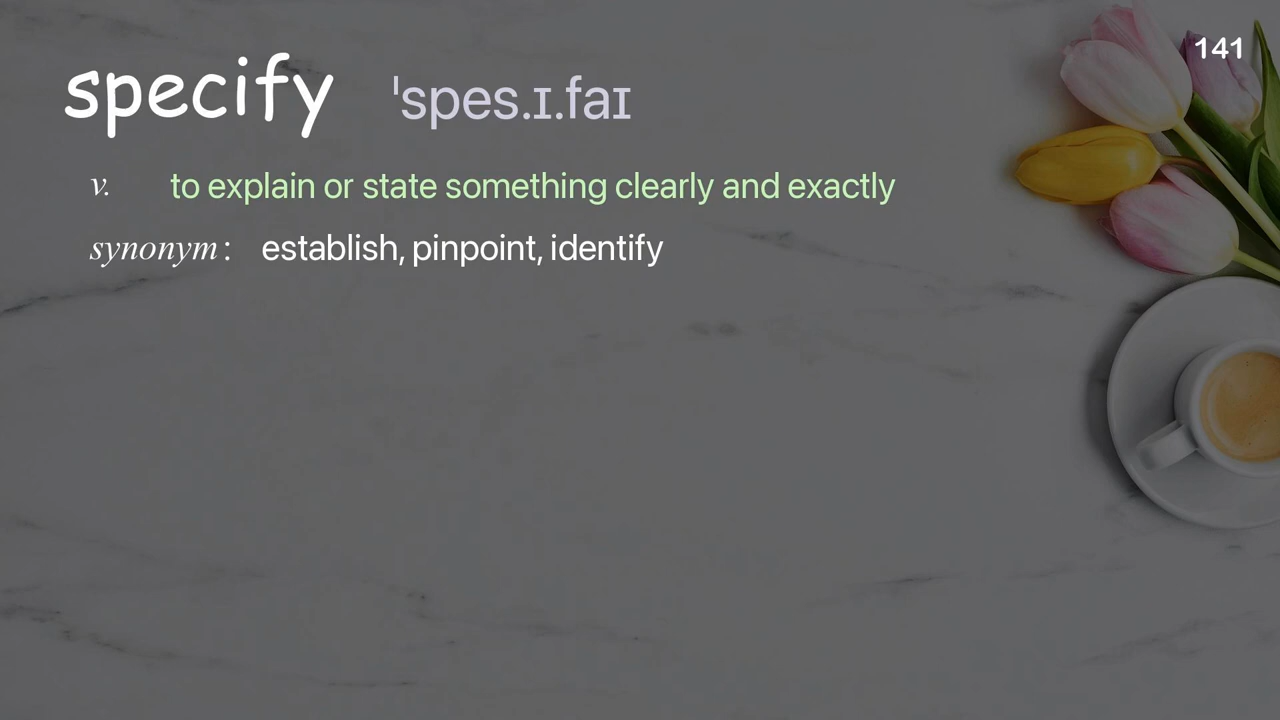 141
specify ˈspes.ɪ.faɪ
v. to explain or state something clearly and exactly
synonym : establish, pinpoint, identify